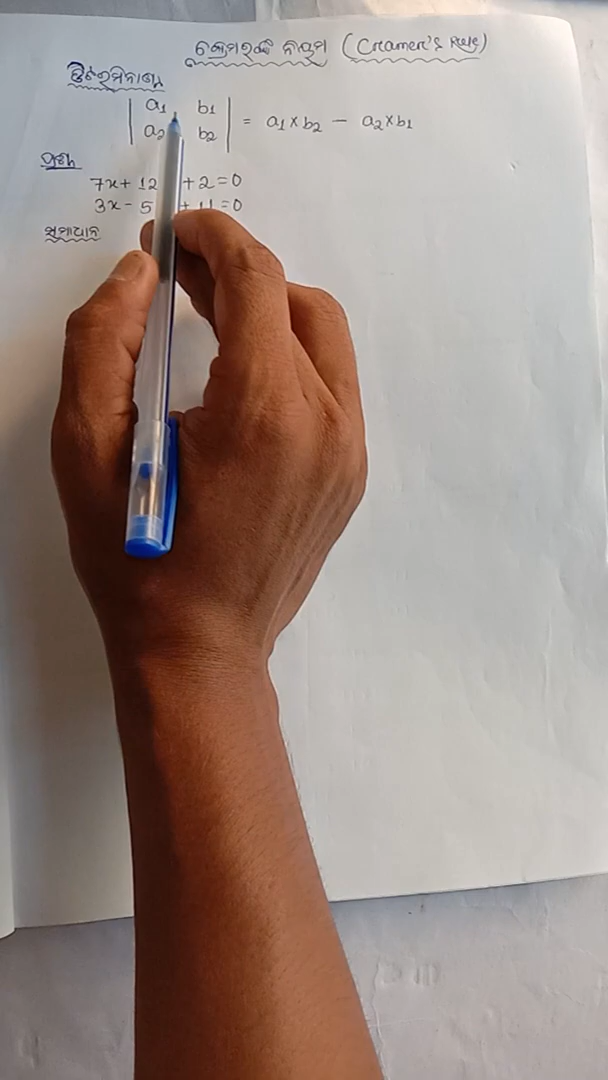 କ୍ରେମରଙ୍କ ନିୟମ (Cramer's Rule)
ଡିଟରମିନାଣ୍ଟ
| a₁ b₁ |
| a₂ b₂ | = a₁×b₂ − a₂×b₁
ପ୍ରଶ୍ନ
7x + 12 + 2 = 0
3x − 5 + 11 = 0
ସମାଧାନ